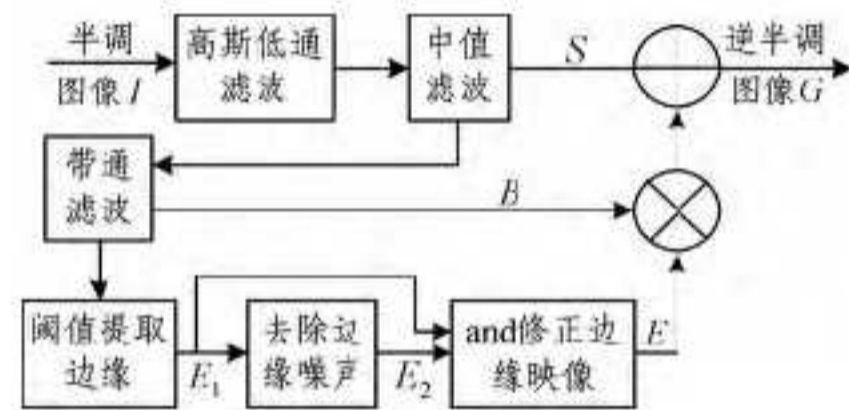 半调
图像 I
高斯低通
滤波
中值
滤波
S
逆半调
图像 G
带通
滤波
B
阈值提取
边缘
E₁
去除边
缘噪声
E₂
and修正边
缘映像
E